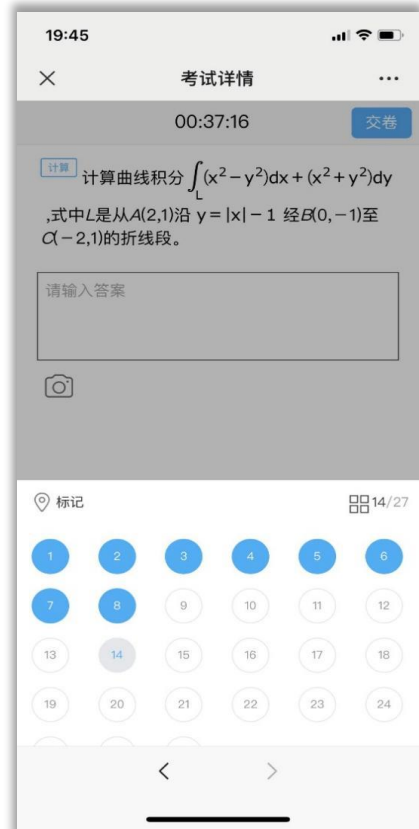 19:45
考试详情
00:37:16
交卷
计算 计算曲线积分∫_L(x²−y²)dx+(x²+y²)dy
,式中L是从A(2,1)沿 y=|x|−1 经B(0,−1)至
C(−2,1)的折线段。
请输入答案
标记
14/27
1 2 3 4 5 6
7 8 9 10 11 12
13 14 15 16 17 18
19 20 21 22 23 24